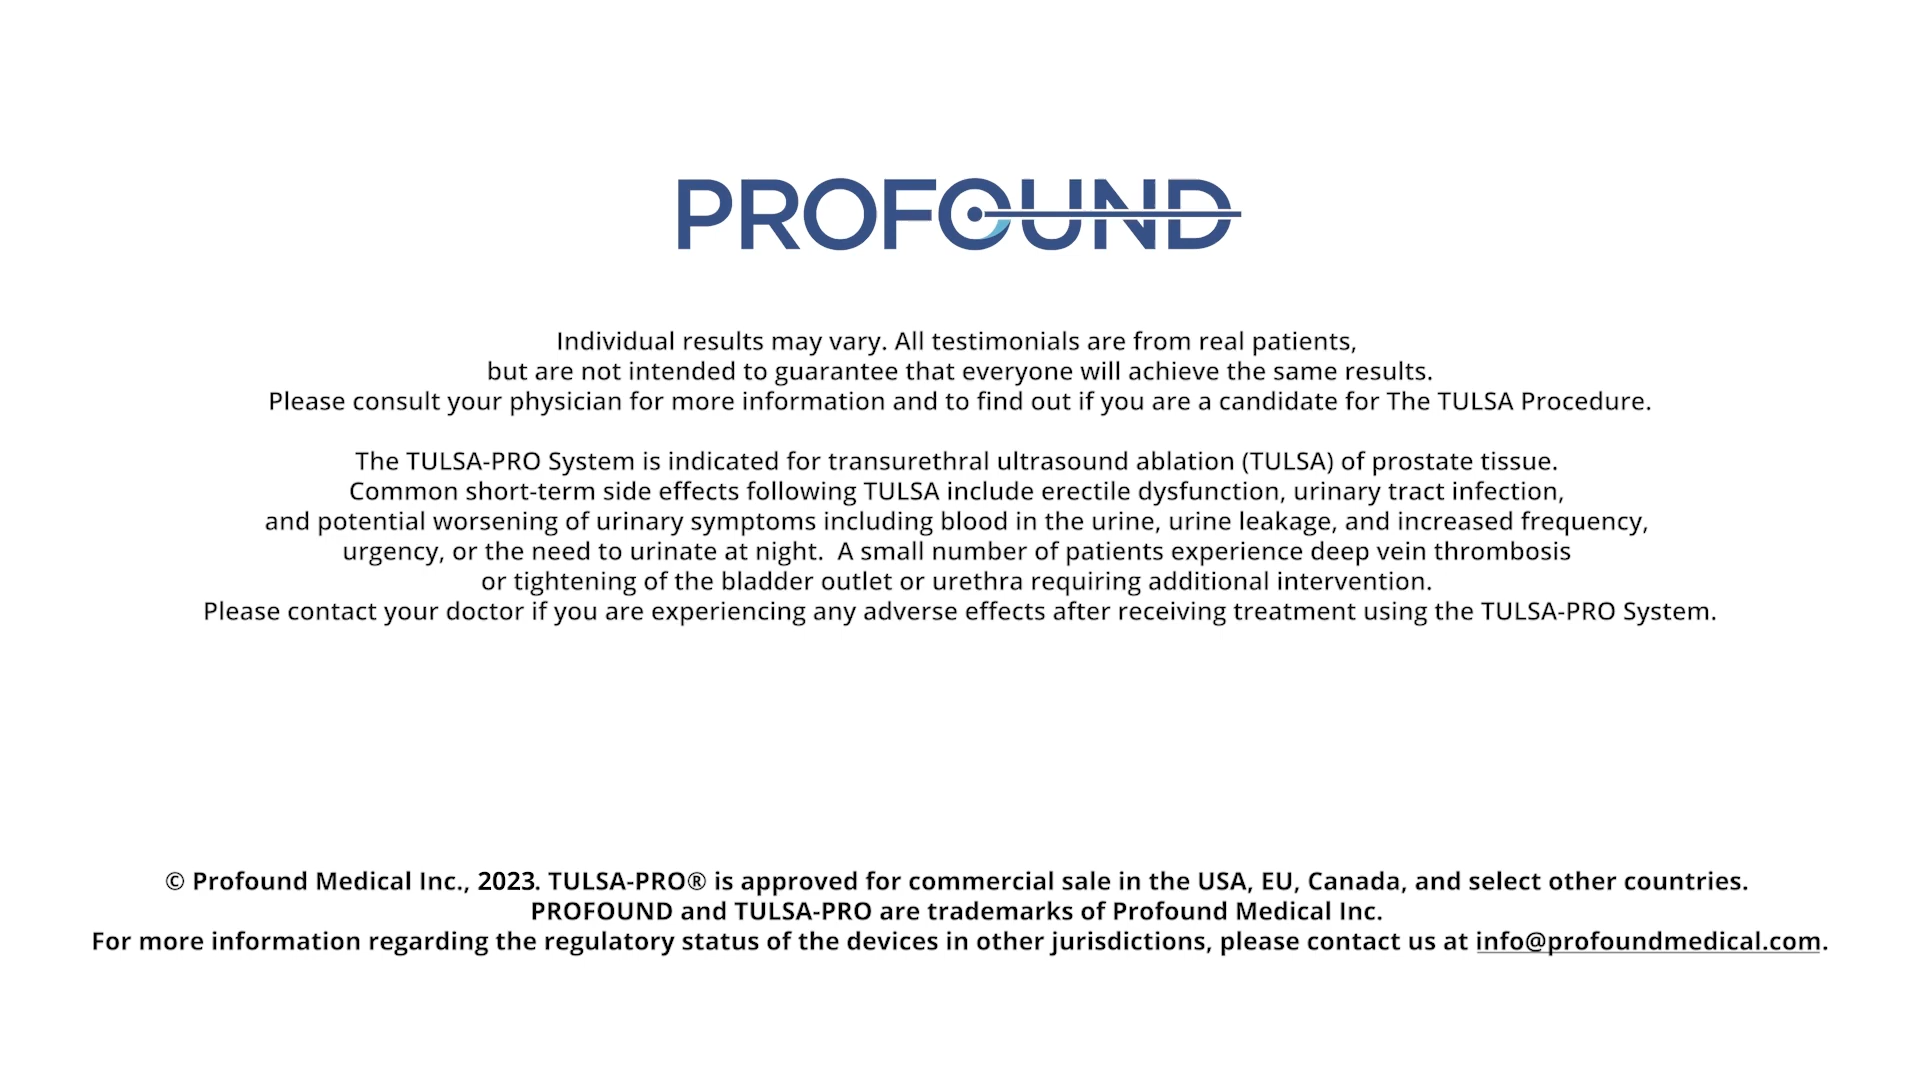 PROFOUND
Individual results may vary. All testimonials are from real patients,
but are not intended to guarantee that everyone will achieve the same results.
Please consult your physician for more information and to find out if you are a candidate for The TULSA Procedure.
The TULSA-PRO System is indicated for transurethral ultrasound ablation (TULSA) of prostate tissue.
Common short-term side effects following TULSA include erectile dysfunction, urinary tract infection,
and potential worsening of urinary symptoms including blood in the urine, urine leakage, and increased frequency,
urgency, or the need to urinate at night.  A small number of patients experience deep vein thrombosis
or tightening of the bladder outlet or urethra requiring additional intervention.
Please contact your doctor if you are experiencing any adverse effects after receiving treatment using the TULSA-PRO System.
© Profound Medical Inc., 2023. TULSA-PRO® is approved for commercial sale in the USA, EU, Canada, and select other countries.
PROFOUND and TULSA-PRO are trademarks of Profound Medical Inc.
For more information regarding the regulatory status of the devices in other jurisdictions, please contact us at info@profoundmedical.com.